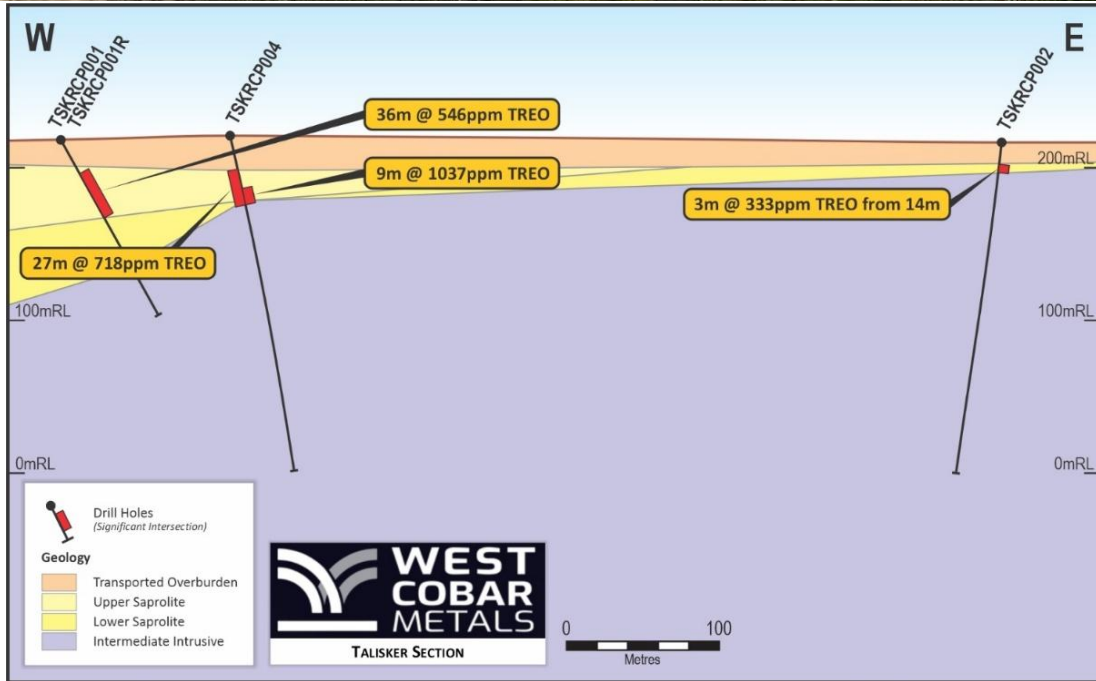 W
E
TSKRCP001
TSKRCP001R
TSKRCP004
TSKRCP002
36m @ 546ppm TREO
9m @ 1037ppm TREO
200mRL
3m @ 333ppm TREO from 14m
27m @ 718ppm TREO
100mRL
100mRL
0mRL
0mRL
Drill Holes
(Significant Intersection)
Geology
Transported Overburden
Upper Saprolite
Lower Saprolite
Intermediate Intrusive
WEST
COBAR
METALS
TALISKER SECTION
0
100
Metres